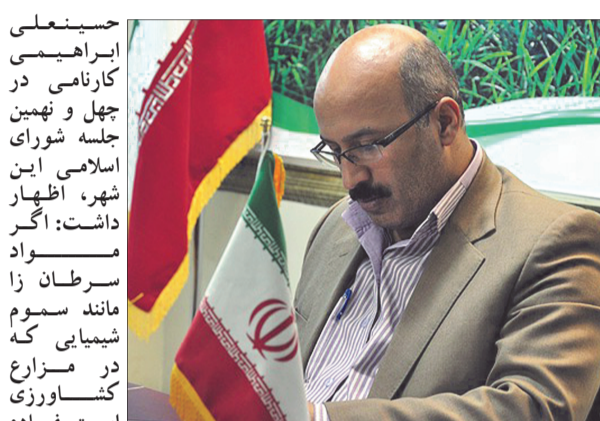 حسینعلی
ابراهیمی
کارنامی در
چهل و نهمین
جلسه شورای
اسلامی این
شهر، اظهار
داشت: اگر
مواد
سرطان زا
مانند سموم
شیمیایی که
در مزارع
کشاورزی